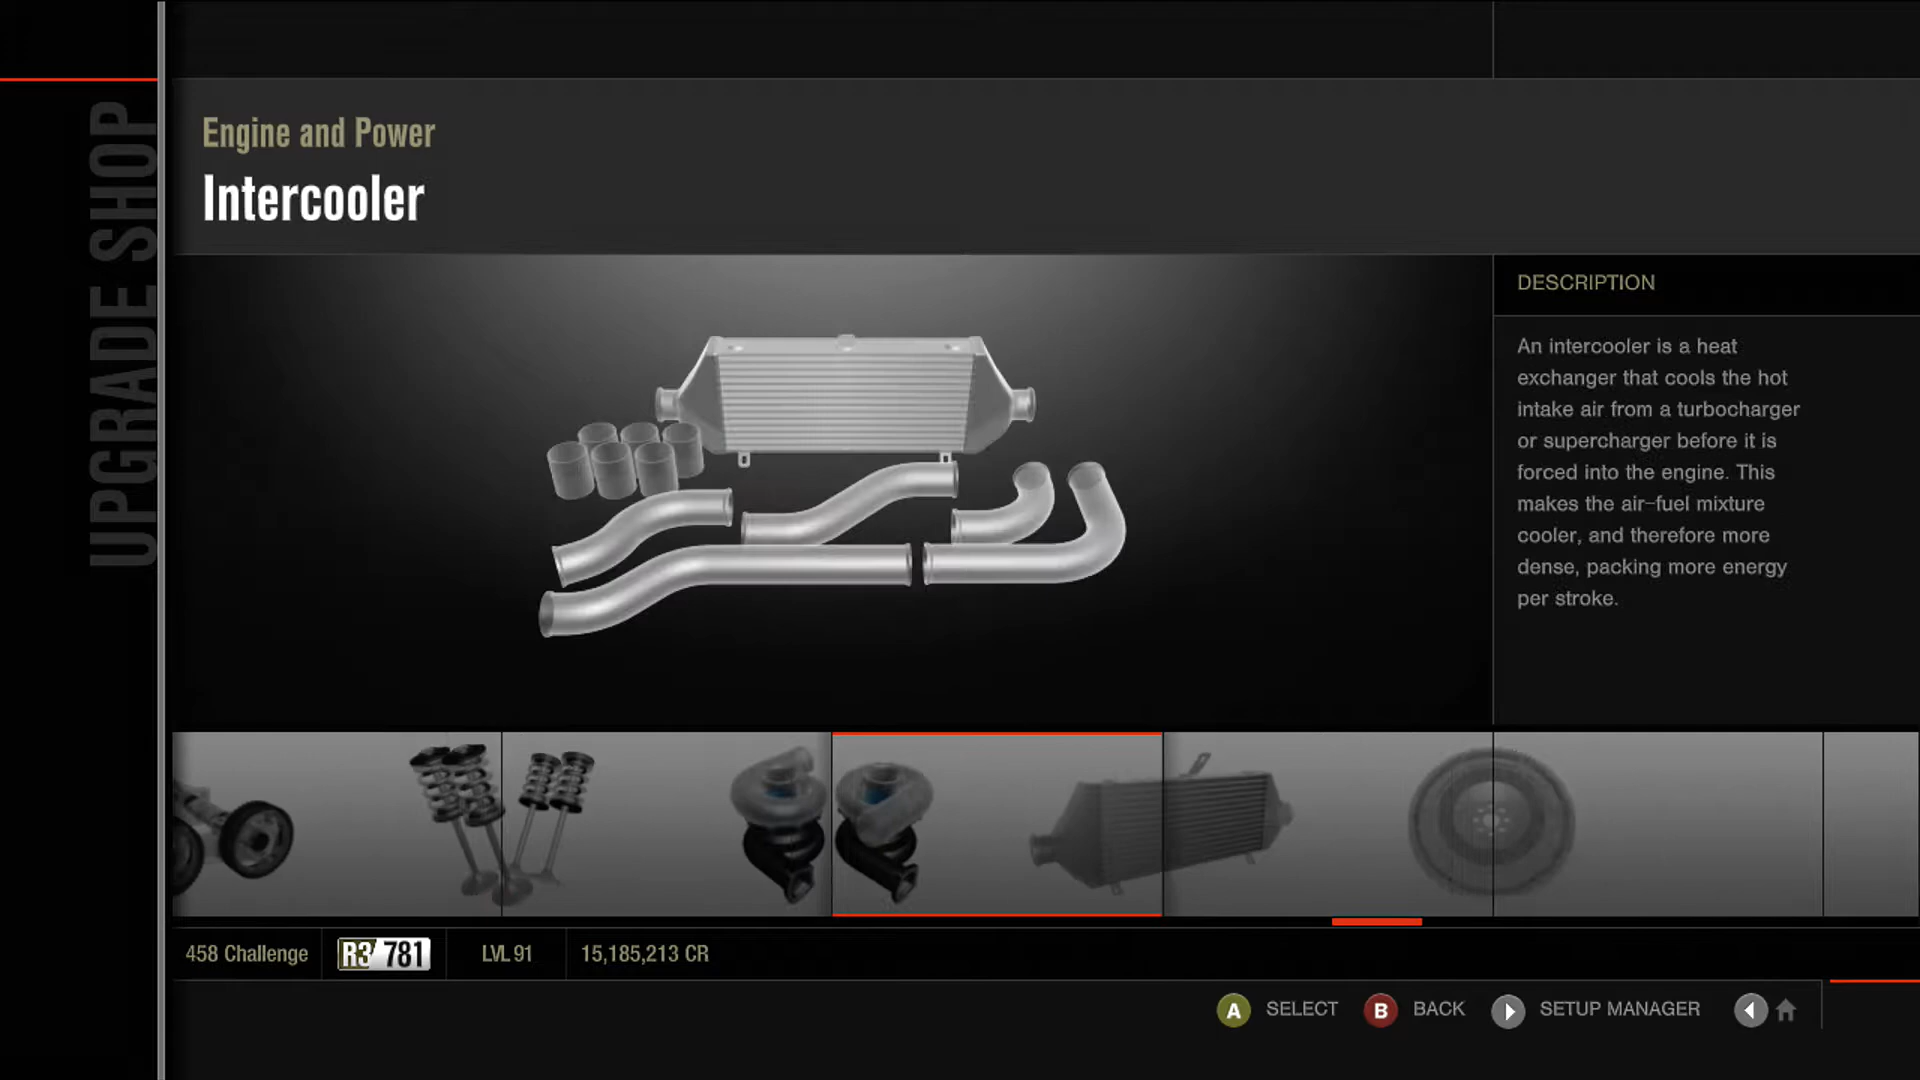 UPGRADE SHOP
Engine and Power
Intercooler
DESCRIPTION
An intercooler is a heat
exchanger that cools the hot
intake air from a turbocharger
or supercharger before it is
forced into the engine. This
makes the air-fuel mixture
cooler, and therefore more
dense, packing more energy
per stroke.
458 Challenge
R3 781
LVL 91
15,185,213 CR
A SELECT
B BACK
SETUP MANAGER